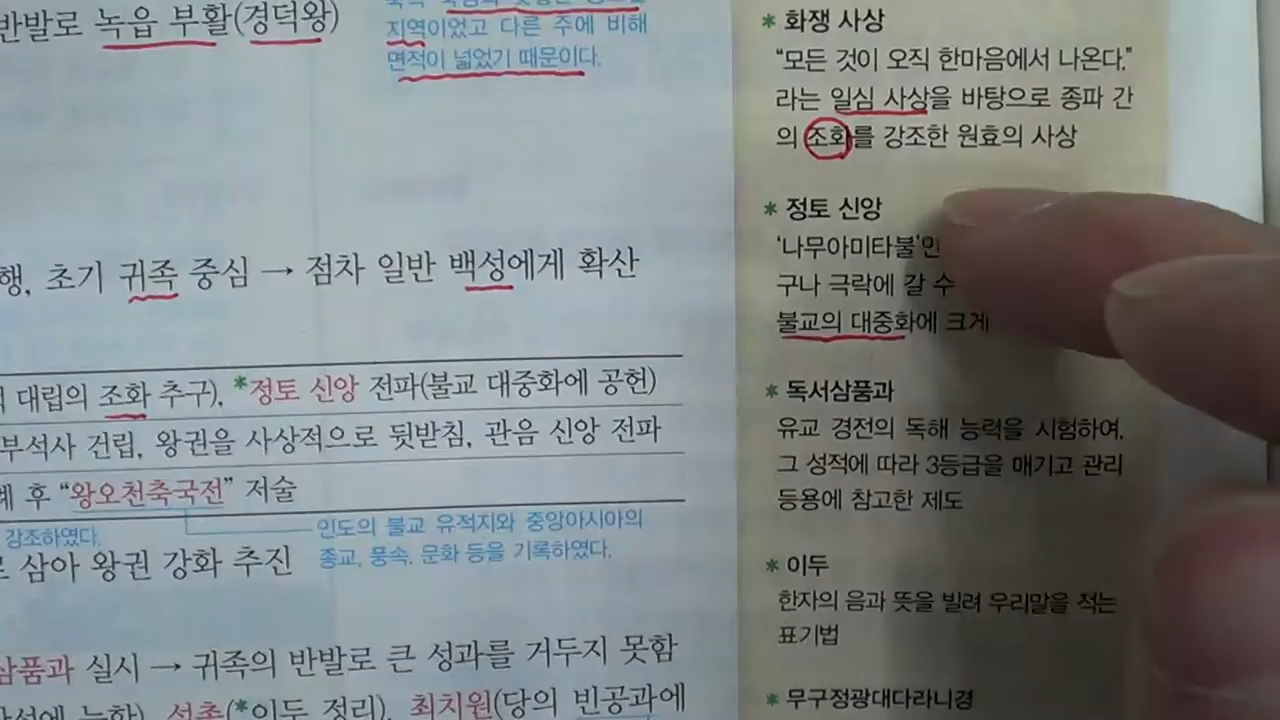 반발로 녹읍 부활(경덕왕)
지역이었고 다른 주에 비해
면적이 넓었기 때문이다.
행, 초기 귀족 중심 → 점차 일반 백성에게 확산
대립의 조화 추구), *정토 신앙 전파(불교 대중화에 공헌)
부석사 건립, 왕권을 사상적으로 뒷받침, 관음 신앙 전파
후 “왕오천축국전” 저술
강조하였다.
인도의 불교 유적지와 중앙아시아의
종교, 풍속, 문화 등을 기록하였다.
삼아 왕권 강화 추진
삼품과 실시 → 귀족의 반발로 큰 성과를 거두지 못함
설총(*이두 정리), 최치원(당의 빈공과에
* 화쟁 사상
“모든 것이 오직 한마음에서 나온다.”
라는 일심 사상을 바탕으로 종파 간
의 조화를 강조한 원효의 사상
* 정토 신앙
‘나무아미타불’만
구나 극락에 갈 수
불교의 대중화에 크게
* 독서삼품과
유교 경전의 독해 능력을 시험하여,
그 성적에 따라 3등급을 매기고 관리
등용에 참고한 제도
* 이두
한자의 음과 뜻을 빌려 우리말을 적는
표기법
* 무구정광대다라니경